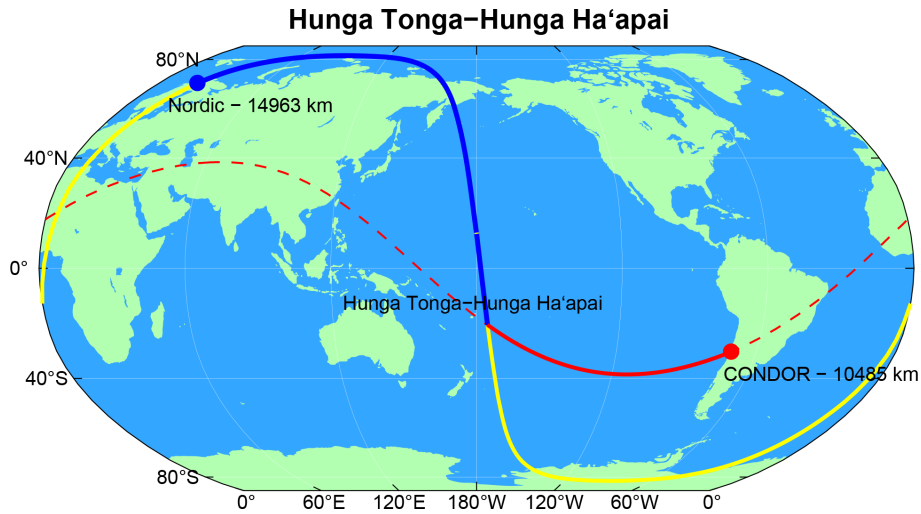 Hunga Tonga−Hunga Ha‘apai
80°N
Nordic − 14963 km
40°N
0°
Hunga Tonga−Hunga Ha‘apai
40°S
CONDOR − 10485 km
80°S
0° 60°E 120°E 180°W 120°W 60°W 0°